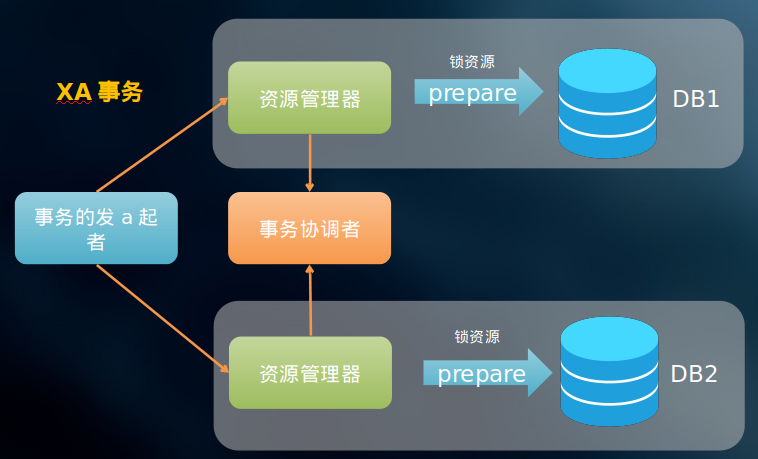 XA 事务
锁资源
资源管理器
prepare
DB1
事务的发 a 起
者
事务协调者
锁资源
资源管理器
prepare
DB2